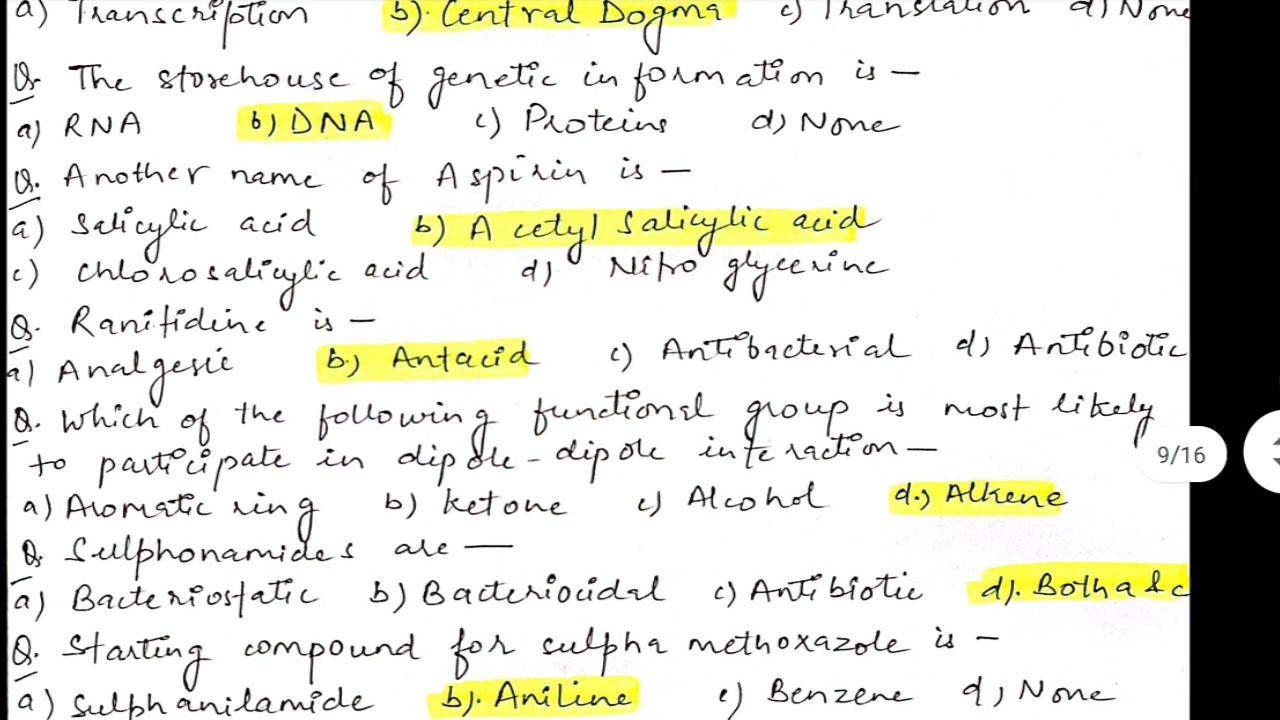 a) Transcription b). Central Dogma c) Translation d) None
Q. The storehouse of genetic information is —
a) RNA b) DNA c) Proteins d) None
Q. Another name of Aspirin is —
a) Salicylic acid b) Acetyl Salicylic acid
c) Chlorosalicylic acid d) Nitro glycerine
Q. Ranitidine is —
a) Analgesic b.) Antacid c) Antibacterial d) Antibiotic
Q. Which of the following functional group is most likely
to participate in dipole-dipole interaction —
a) Aromatic ring b) ketone c) Alcohol d.) Alkene
Q. Sulphonamides are —
a) Bacteriostatic b) Bacteriocidal c) Antibiotic d). Both a & c
Q. Starting compound for sulpha methoxazole is —
a) Sulphanilamide b). Aniline c) Benzene d) None
9/16